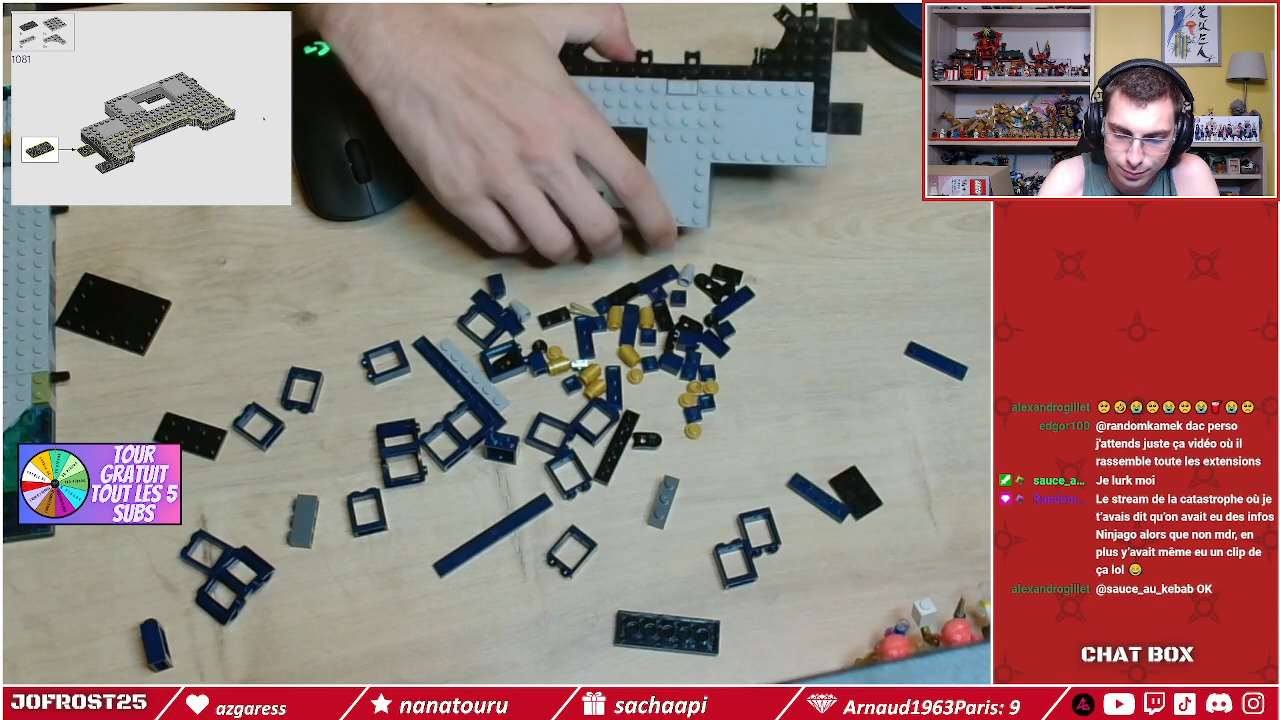 1081
TOUR
GRATUIT
TOUT LES 5
SUBS
alexandrogillet
edgor100 @randomkamek dac perso
j'attends juste ça vidéo où il
rassemble toute les extensions
sauce_a... Je lurk moi
Random... Le stream de la catastrophe où je
t'avais dit qu'on avait eu des infos
Ninjago alors que non mdr, en
plus y'avait même eu un clip de
ça lol
alexandrogillet @sauce_au_kebab OK
CHAT BOX
JOFROST25 azgaress nanatouru sachaapi Arnaud1963Paris: 9